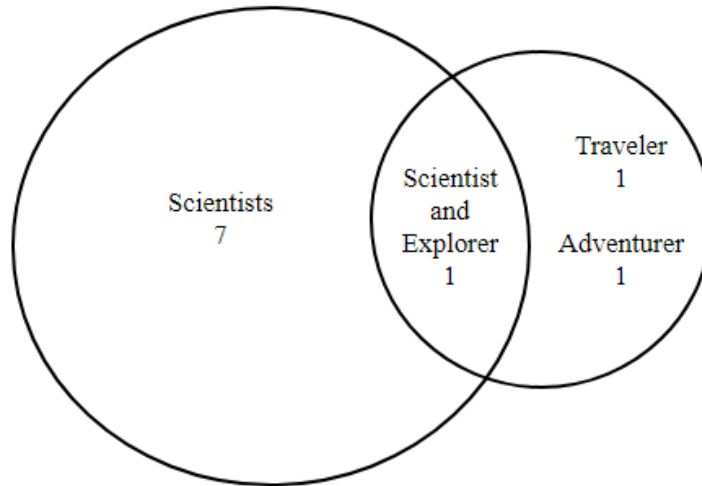 Scientists
7
Scientist
and
Explorer
1
Traveler
1
Adventurer
1